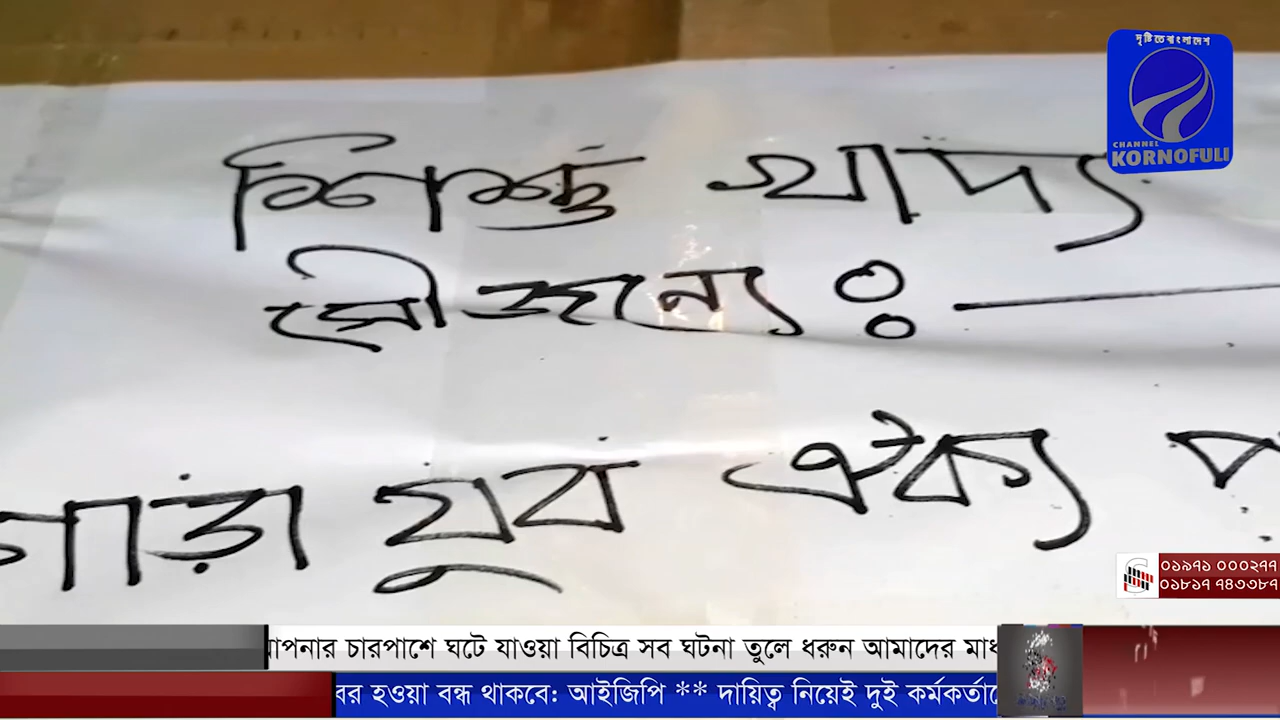 দৃষ্টিতে বাংলাদেশ
CHANNEL
KORNOFULI
শিশু খাদ্য
সৌজন্যে ঃ
পাড়া যুব ঐক্য প
০১৯৭১ ০০০২৭৭
০১৮১৭ ৭৪৩৩৮৭
আপনার চারপাশে ঘটে যাওয়া বিচিত্র সব ঘটনা তুলে ধরুন আমাদের মাধ
বর হওয়া বন্ধ থাকবে: আইজিপি ** দায়িত্ব নিয়েই দুই কর্মকর্তাকে